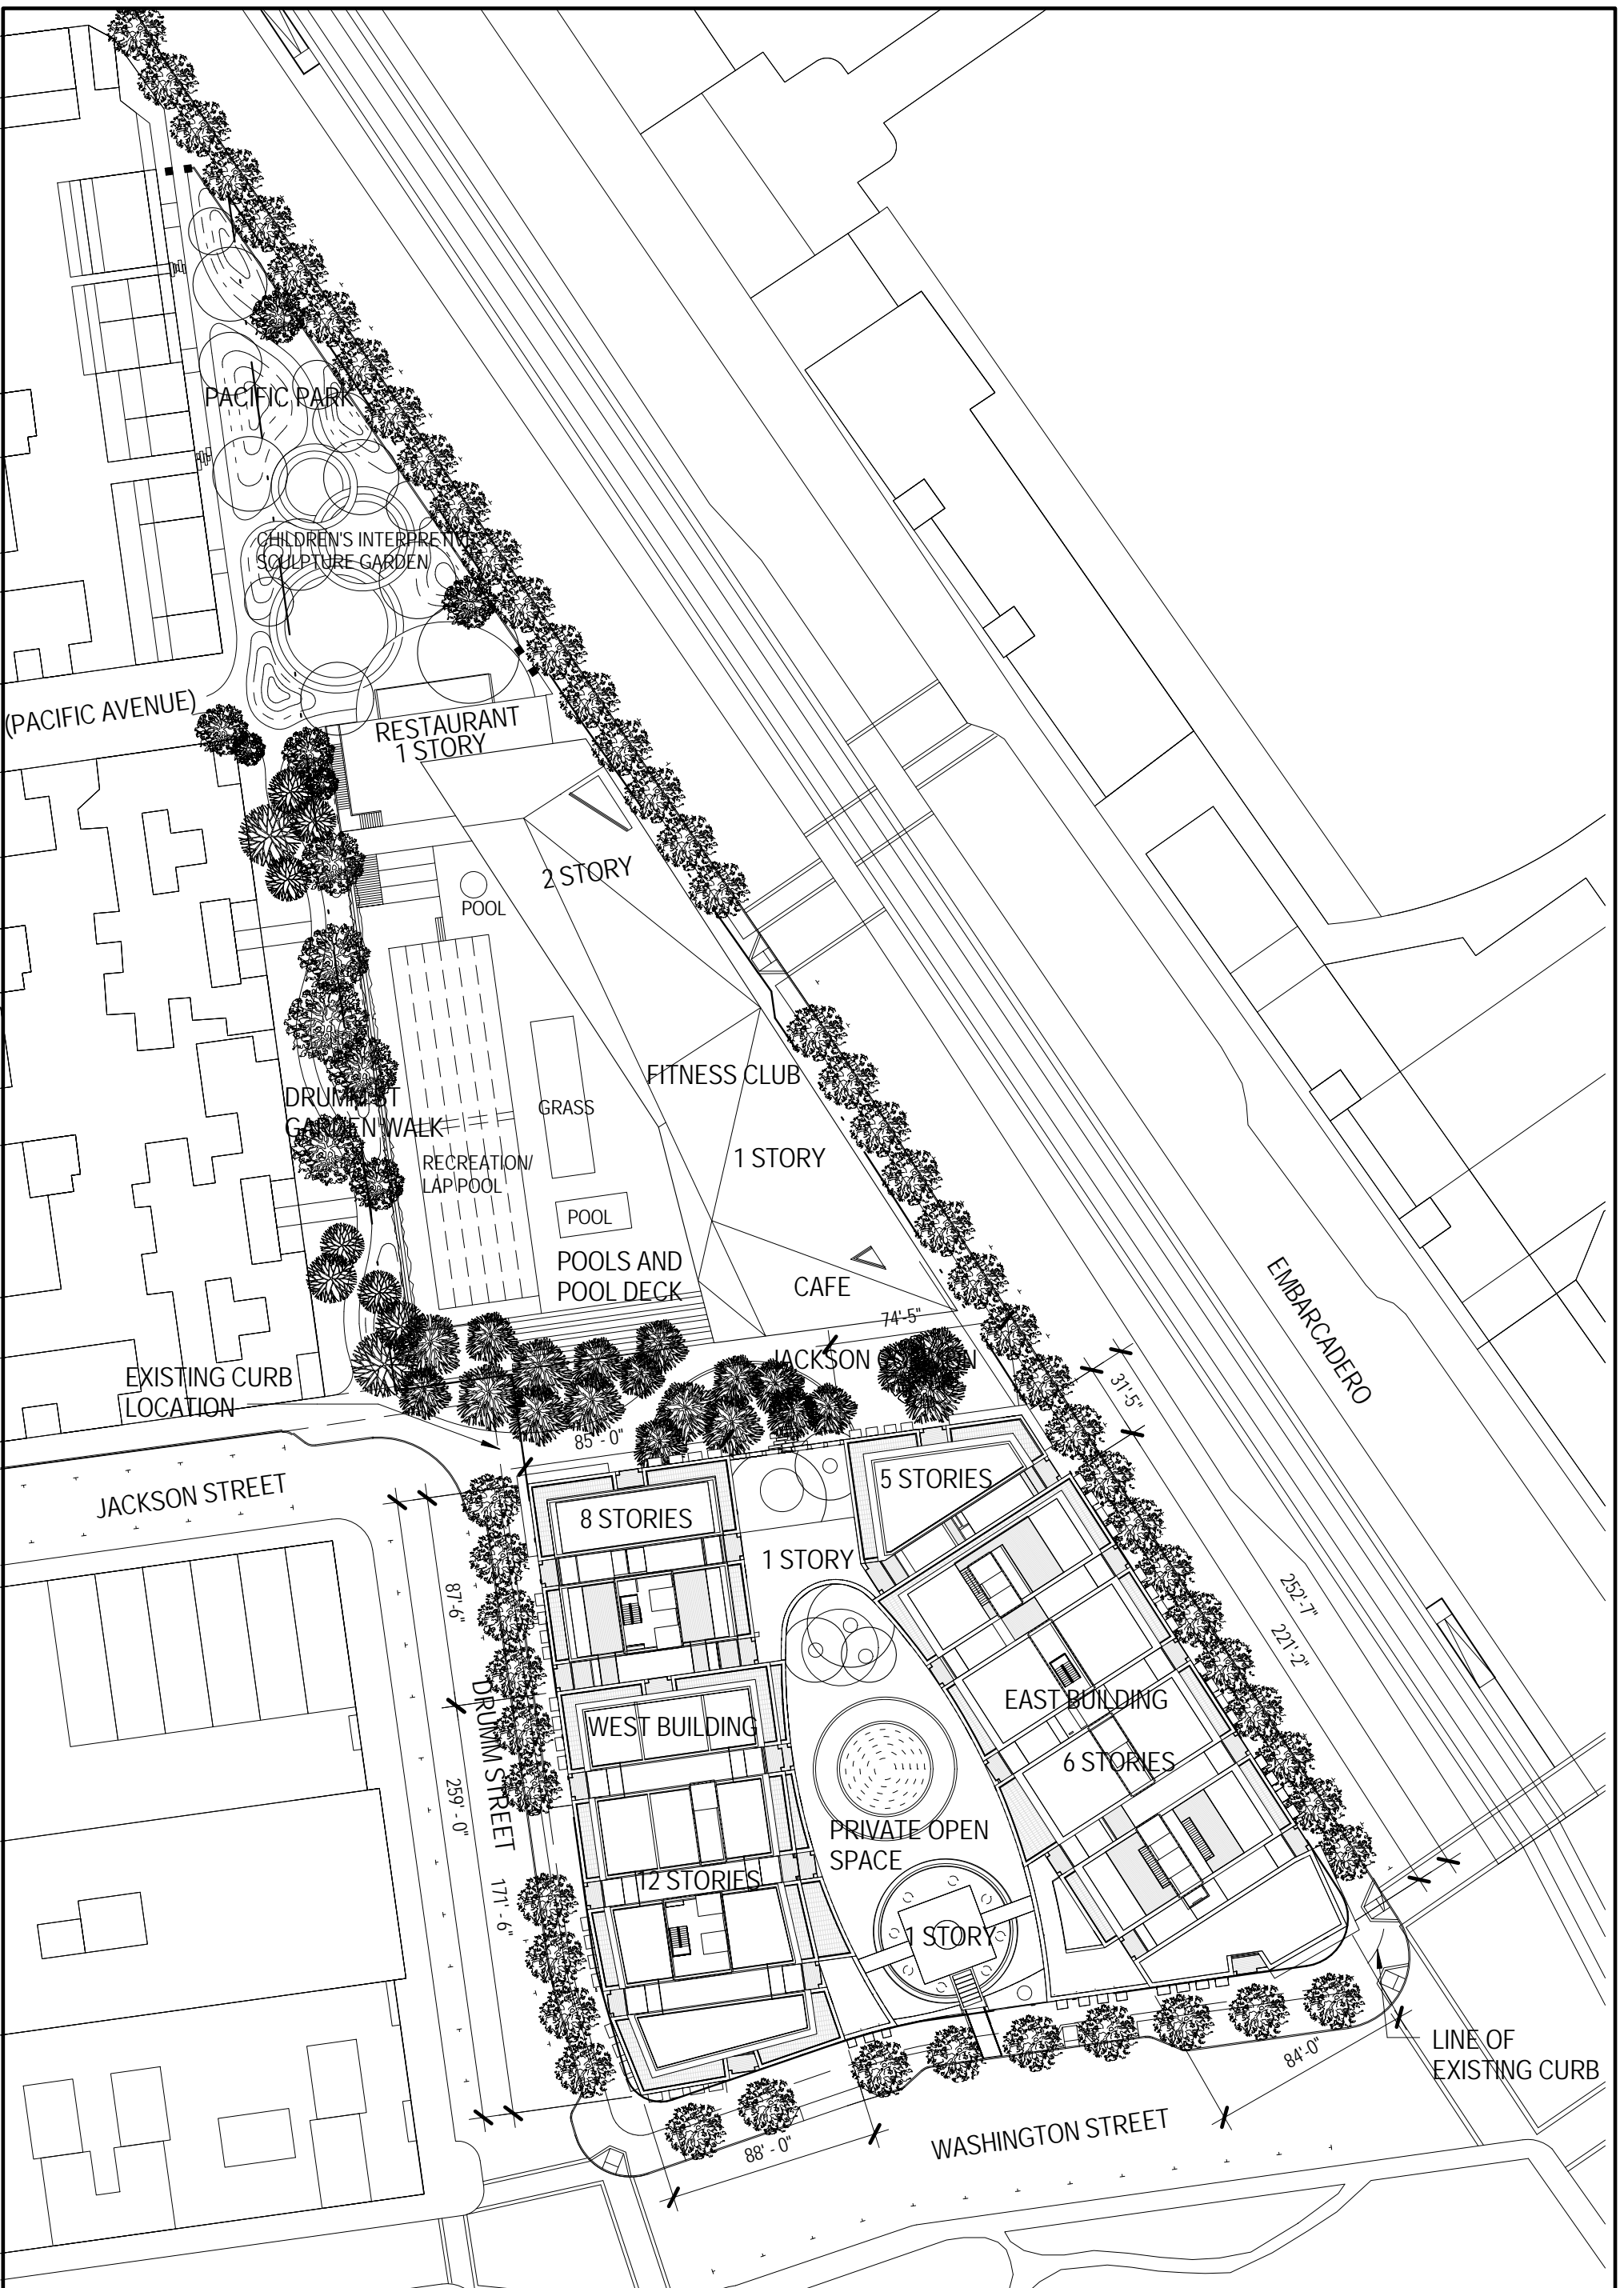 PACIFIC PARK
CHILDREN'S INTERPRETIVE
SCULPTURE GARDEN
(PACIFIC AVENUE)
RESTAURANT
1 STORY
2 STORY
POOL
FITNESS CLUB
DRUMM ST
GARDEN WALK
GRASS
1 STORY
RECREATION/
LAP POOL
POOL
POOLS AND
POOL DECK
CAFE
EMBARCADERO
74'-5"
JACKSON
EXISTING CURB
LOCATION
31'-5"
85' - 0"
JACKSON STREET
5 STORIES
8 STORIES
1 STORY
87'-6"
252'-7"
221'-2"
EAST BUILDING
WEST BUILDING
DRUMM STREET
6 STORIES
259' - 0"
PRIVATE OPEN
SPACE
12 STORIES
171' - 6"
1 STORY
LINE OF
EXISTING CURB
84'-0"
WASHINGTON STREET
88' - 0"